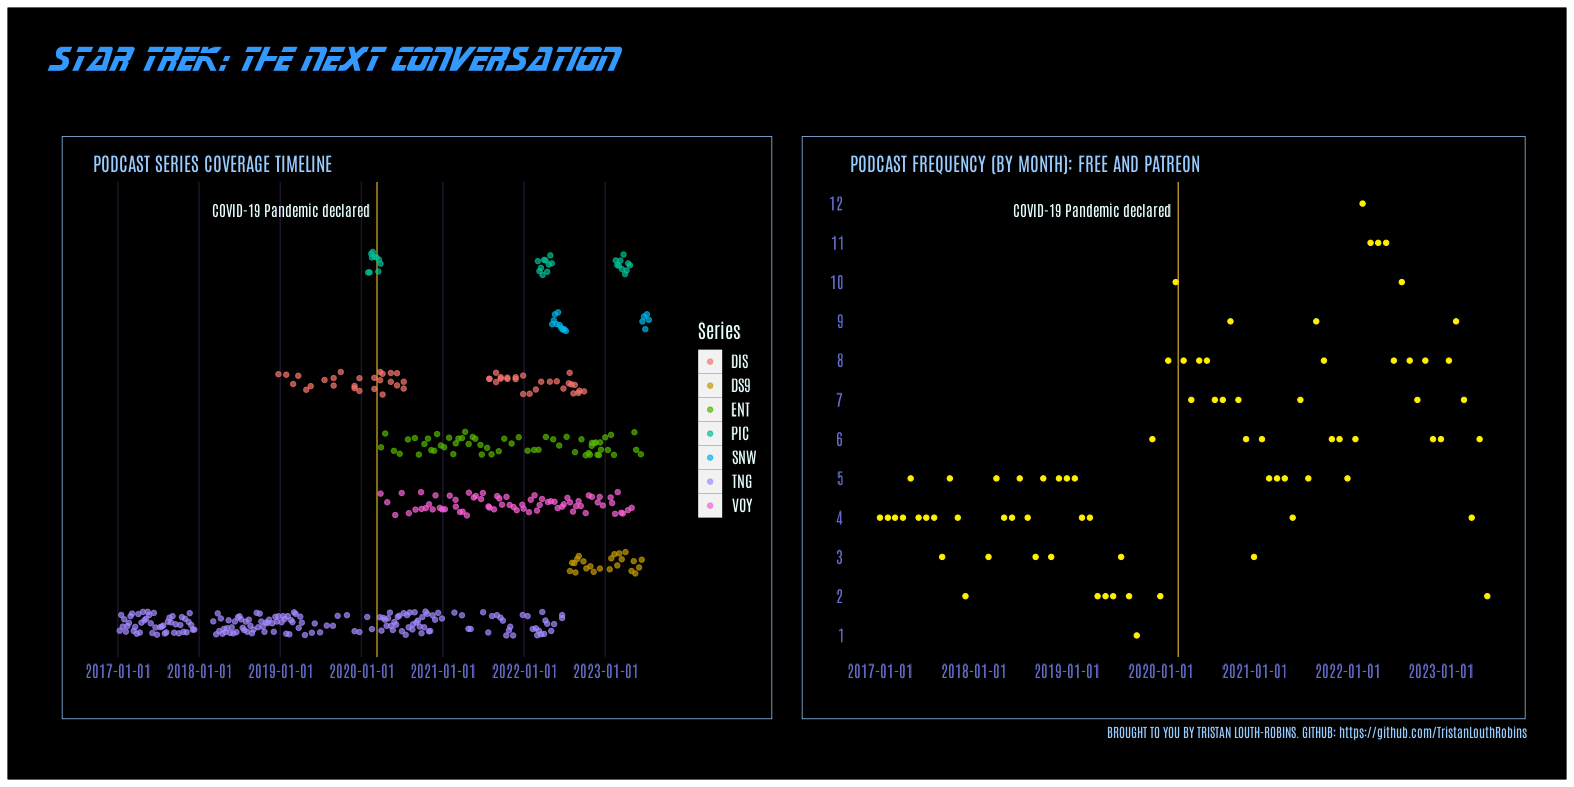 STAR TREK: THE NEXT CONVERSATION
PODCAST SERIES COVERAGE TIMELINE
COVID-19 Pandemic declared
Series
DIS
DS9
ENT
PIC
SNW
TNG
VOY
2017-01-01 2018-01-01 2019-01-01 2020-01-01 2021-01-01 2022-01-01 2023-01-01
PODCAST FREQUENCY (BY MONTH): FREE AND PATREON
COVID-19 Pandemic declared
12
11
10
9
8
7
6
5
4
3
2
1
2017-01-01 2018-01-01 2019-01-01 2020-01-01 2021-01-01 2022-01-01 2023-01-01
BROUGHT TO YOU BY TRISTAN LOUTH-ROBINS. GITHUB: https://github.com/TristanLouthRobins